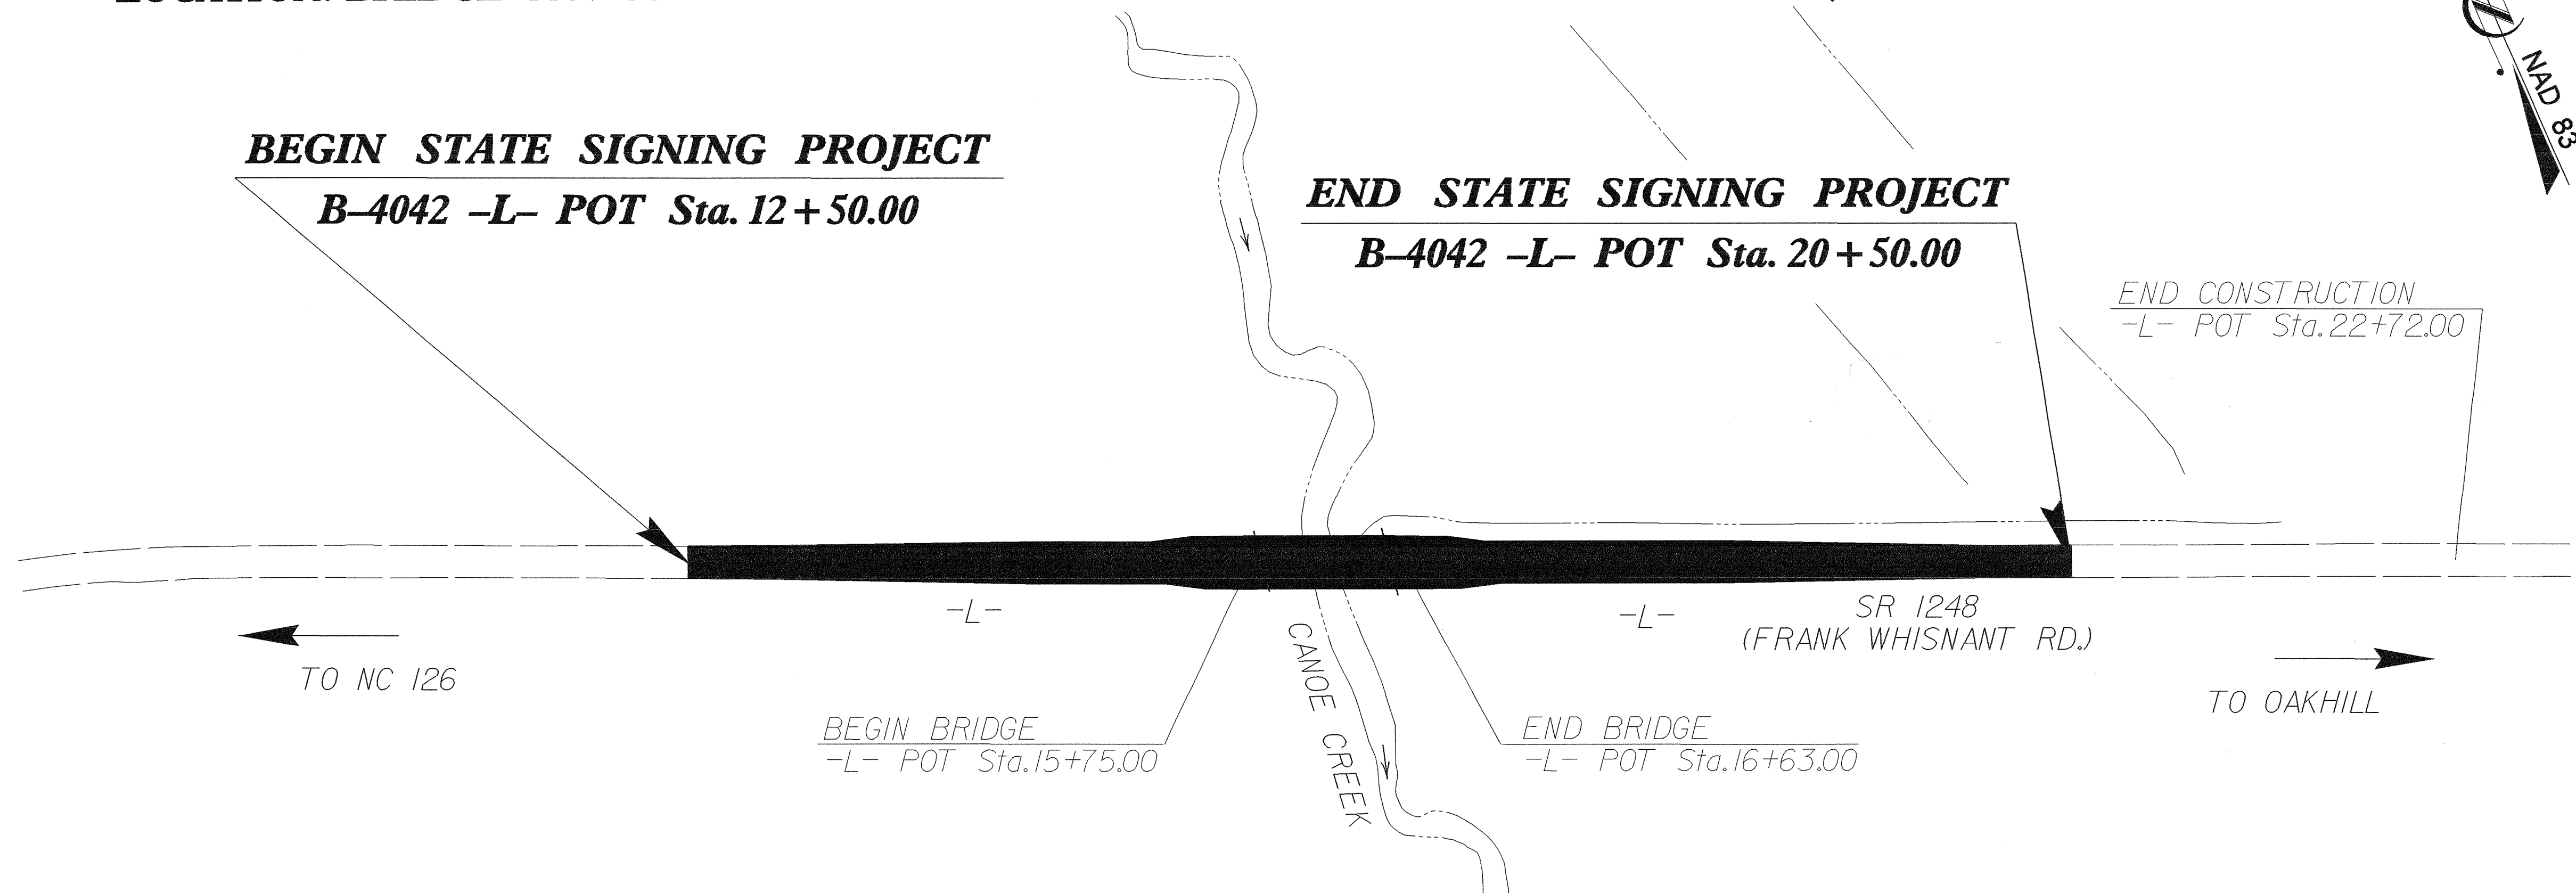 BEGIN STATE SIGNING PROJECT
B-4042 -L- POT Sta. 12+50.00
END STATE SIGNING PROJECT
B-4042 -L- POT Sta. 20+50.00
NAD 83
END CONSTRUCTION
-L- POT Sta.22+72.00
-L-
-L-
SR 1248
(FRANK WHISNANT RD.)
TO NC 126
TO OAKHILL
CANOE CREEK
BEGIN BRIDGE
-L- POT Sta.15+75.00
END BRIDGE
-L- POT Sta.16+63.00